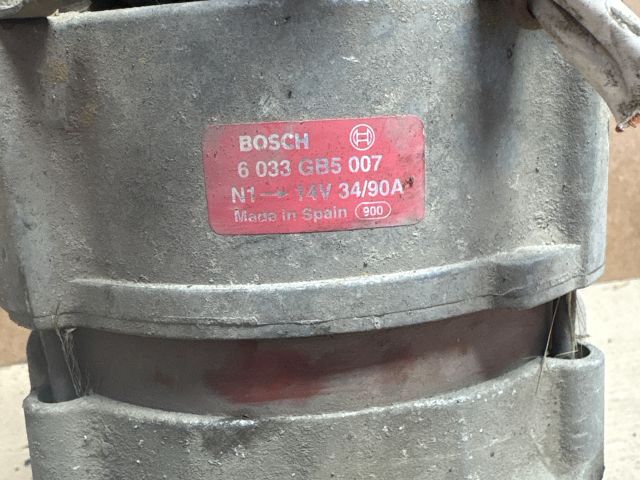 BOSCH
6 033 GB5 007
N1→ 14V 34/90A
Made in Spain 900